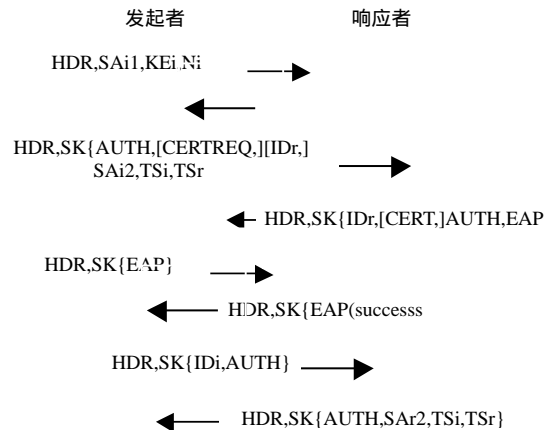 发起者 响应者
HDR,SAi1,KEi,Ni
HDR,SK{AUTH,[CERTREQ,][IDr,]
SAi2,TSi,TSr
HDR,SK{IDr,[CERT,]AUTH,EAP
HDR,SK{EAP}
HDR,SK{EAP(successs
HDR,SK{IDi,AUTH}
HDR,SK{AUTH,SAr2,TSi,TSr}